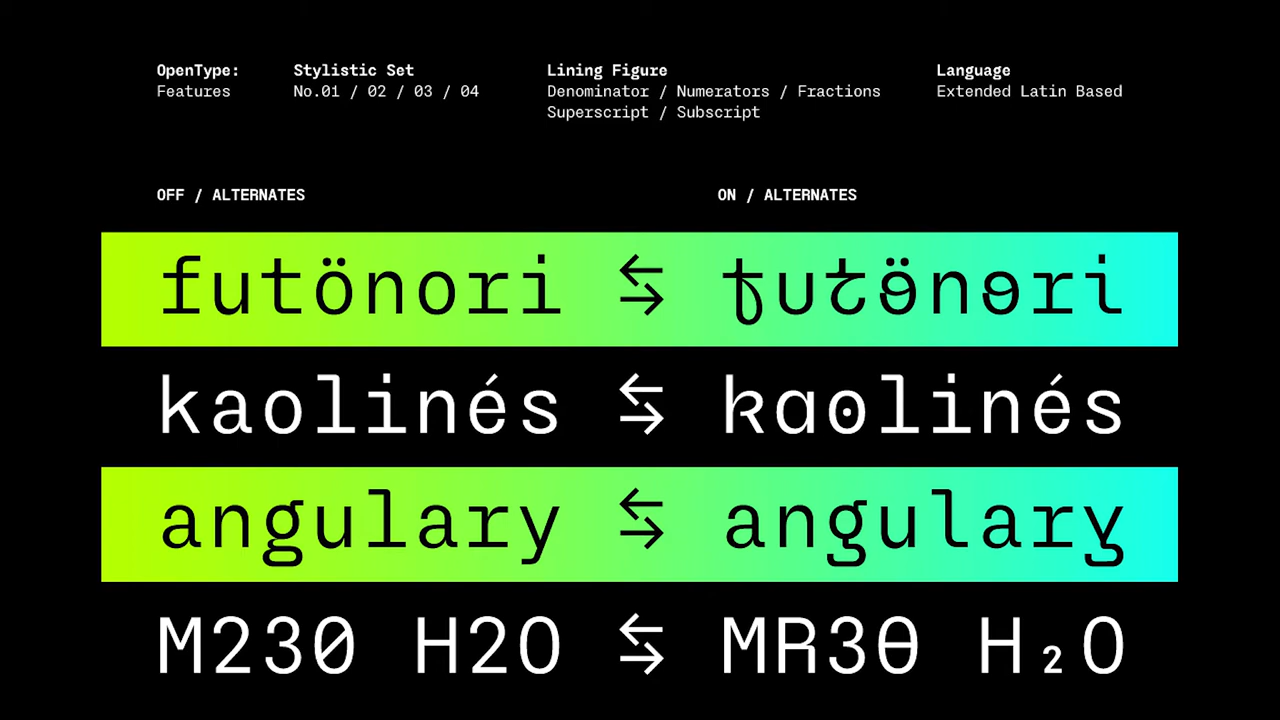 OpenType: Stylistic Set Lining Figure Language
Features No.01 / 02 / 03 / 04 Denominator / Numerators / Fractions Extended Latin Based
Superscript / Subscript
OFF / ALTERNATES ON / ALTERNATES
futönori ⇆ futönori
kaolinés ⇆ kaolinés
angulary ⇆ angulary
M230 H2O ⇆ MR30 H₂O